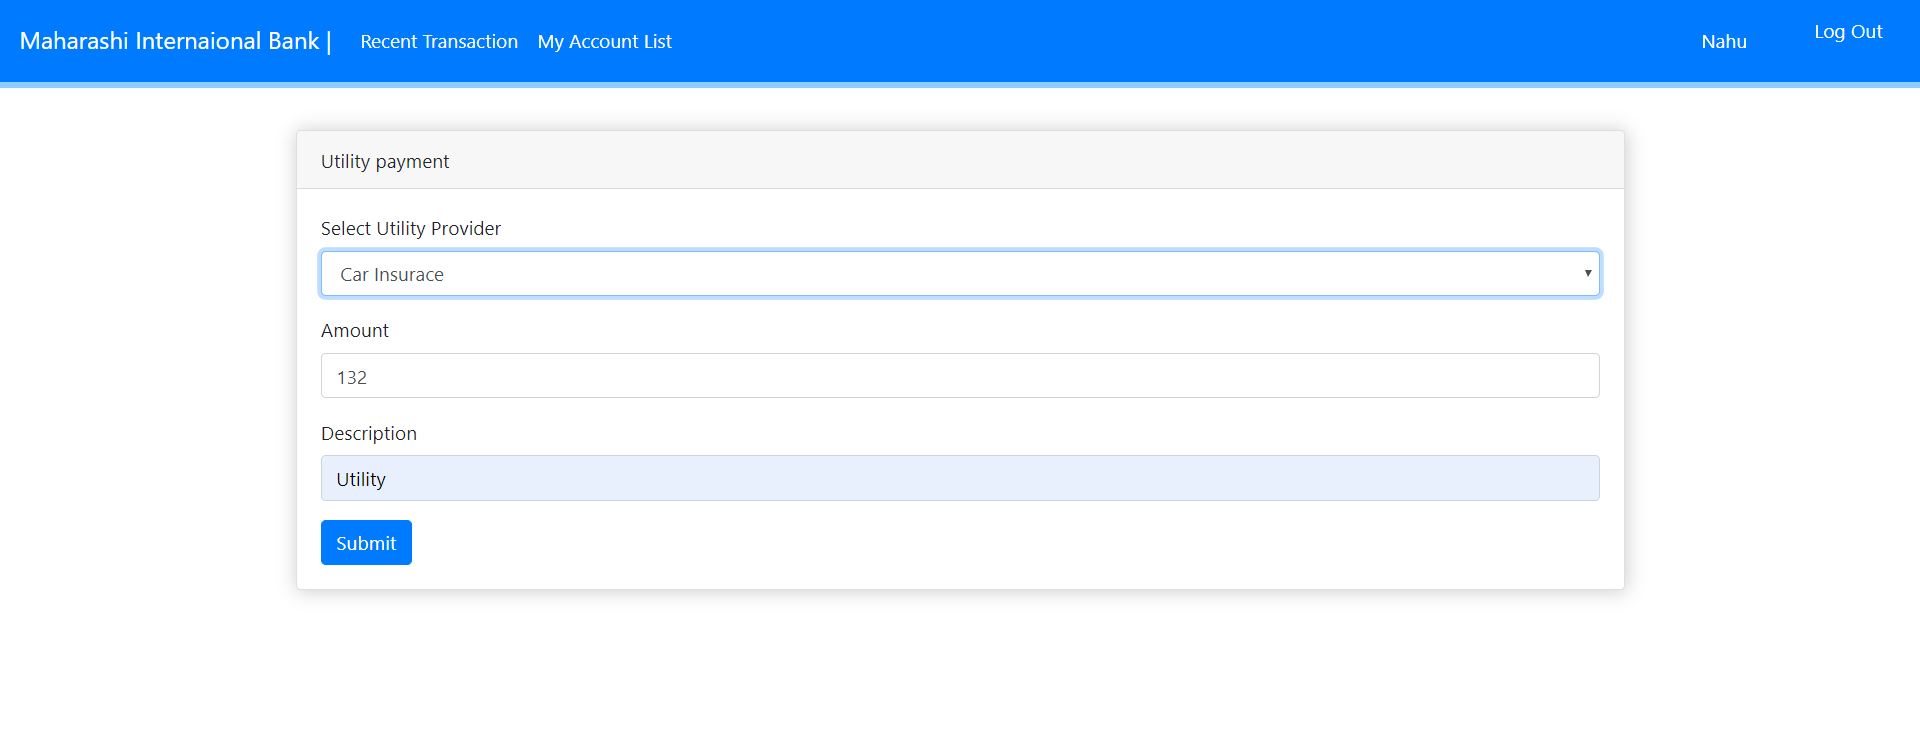 Maharashi Internaional Bank | Recent Transaction My Account List Nahu Log Out
Utility payment
Select Utility Provider
Car Insurace
Amount
132
Description
Utility
Submit